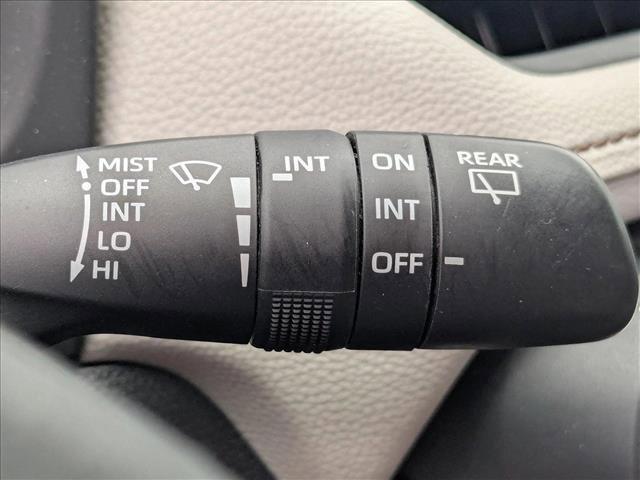 MIST
OFF
INT
LO
HI
INT
ON
INT
OFF
REAR